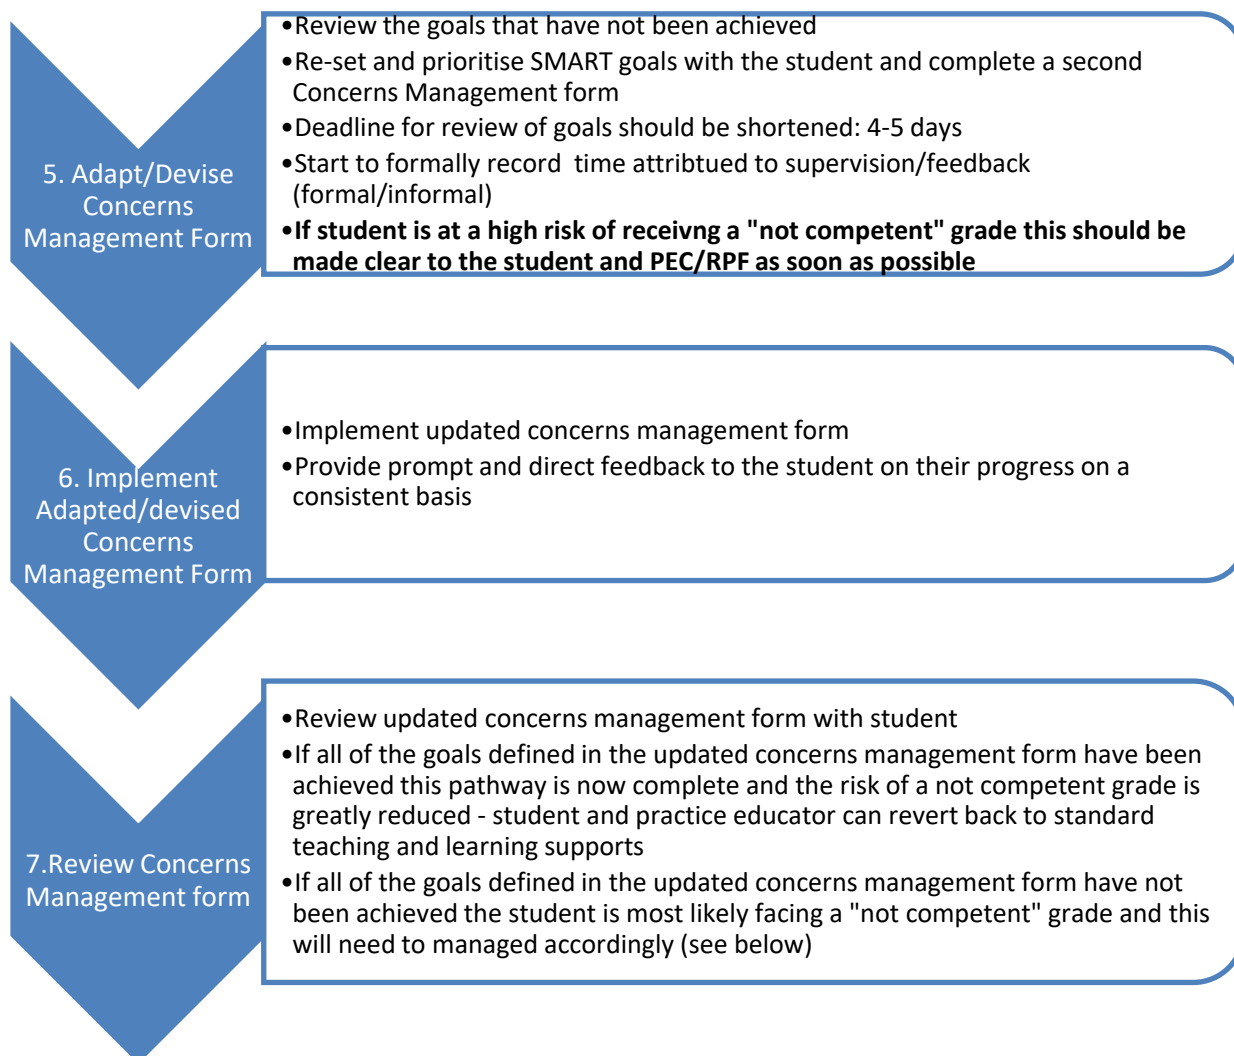 5. Adapt/Devise
Concerns
Management Form
•Review the goals that have not been achieved
•Re-set and prioritise SMART goals with the student and complete a second
Concerns Management form
•Deadline for review of goals should be shortened: 4-5 days
•Start to formally record  time attribtued to supervision/feedback
(formal/informal)
•If student is at a high risk of receivng a "not competent" grade this should be
made clear to the student and PEC/RPF as soon as possible
6. Implement
Adapted/devised
Concerns
Management Form
•Implement updated concerns management form
•Provide prompt and direct feedback to the student on their progress on a
consistent basis
7.Review Concerns
Management form
•Review updated concerns management form with student
•If all of the goals defined in the updated concerns management form have been
achieved this pathway is now complete and the risk of a not competent grade is
greatly reduced - student and practice educator can revert back to standard
teaching and learning supports
•If all of the goals defined in the updated concerns management form have not
been achieved the student is most likely facing a "not competent" grade and this
will need to managed accordingly (see below)